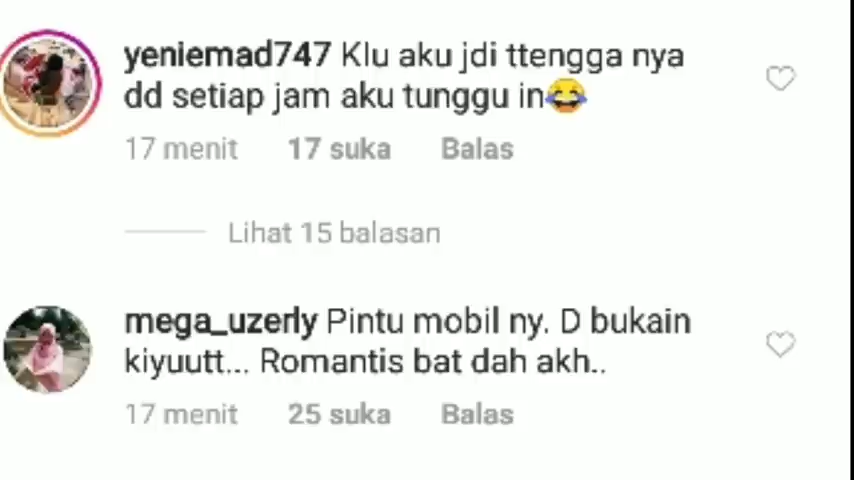 yeniemad747 Klu aku jdi ttengga nya
dd setiap jam aku tunggu in😂
17 menit 17 suka Balas
Lihat 15 balasan
mega_uzerly Pintu mobil ny. D bukain
kiyuutt... Romantis bat dah akh..
17 menit 25 suka Balas